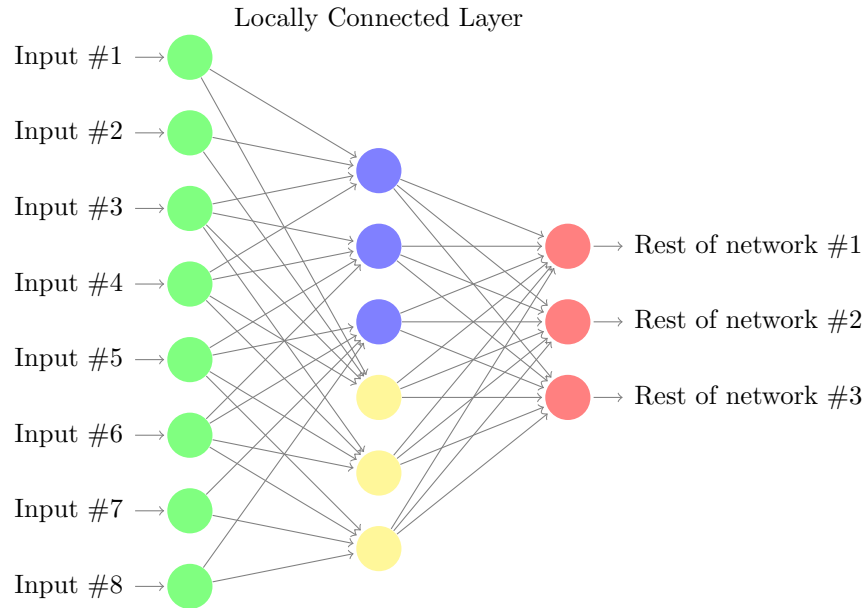 Locally Connected Layer
Input #1
Input #2
Input #3
Input #4
Input #5
Input #6
Input #7
Input #8
Rest of network #1
Rest of network #2
Rest of network #3